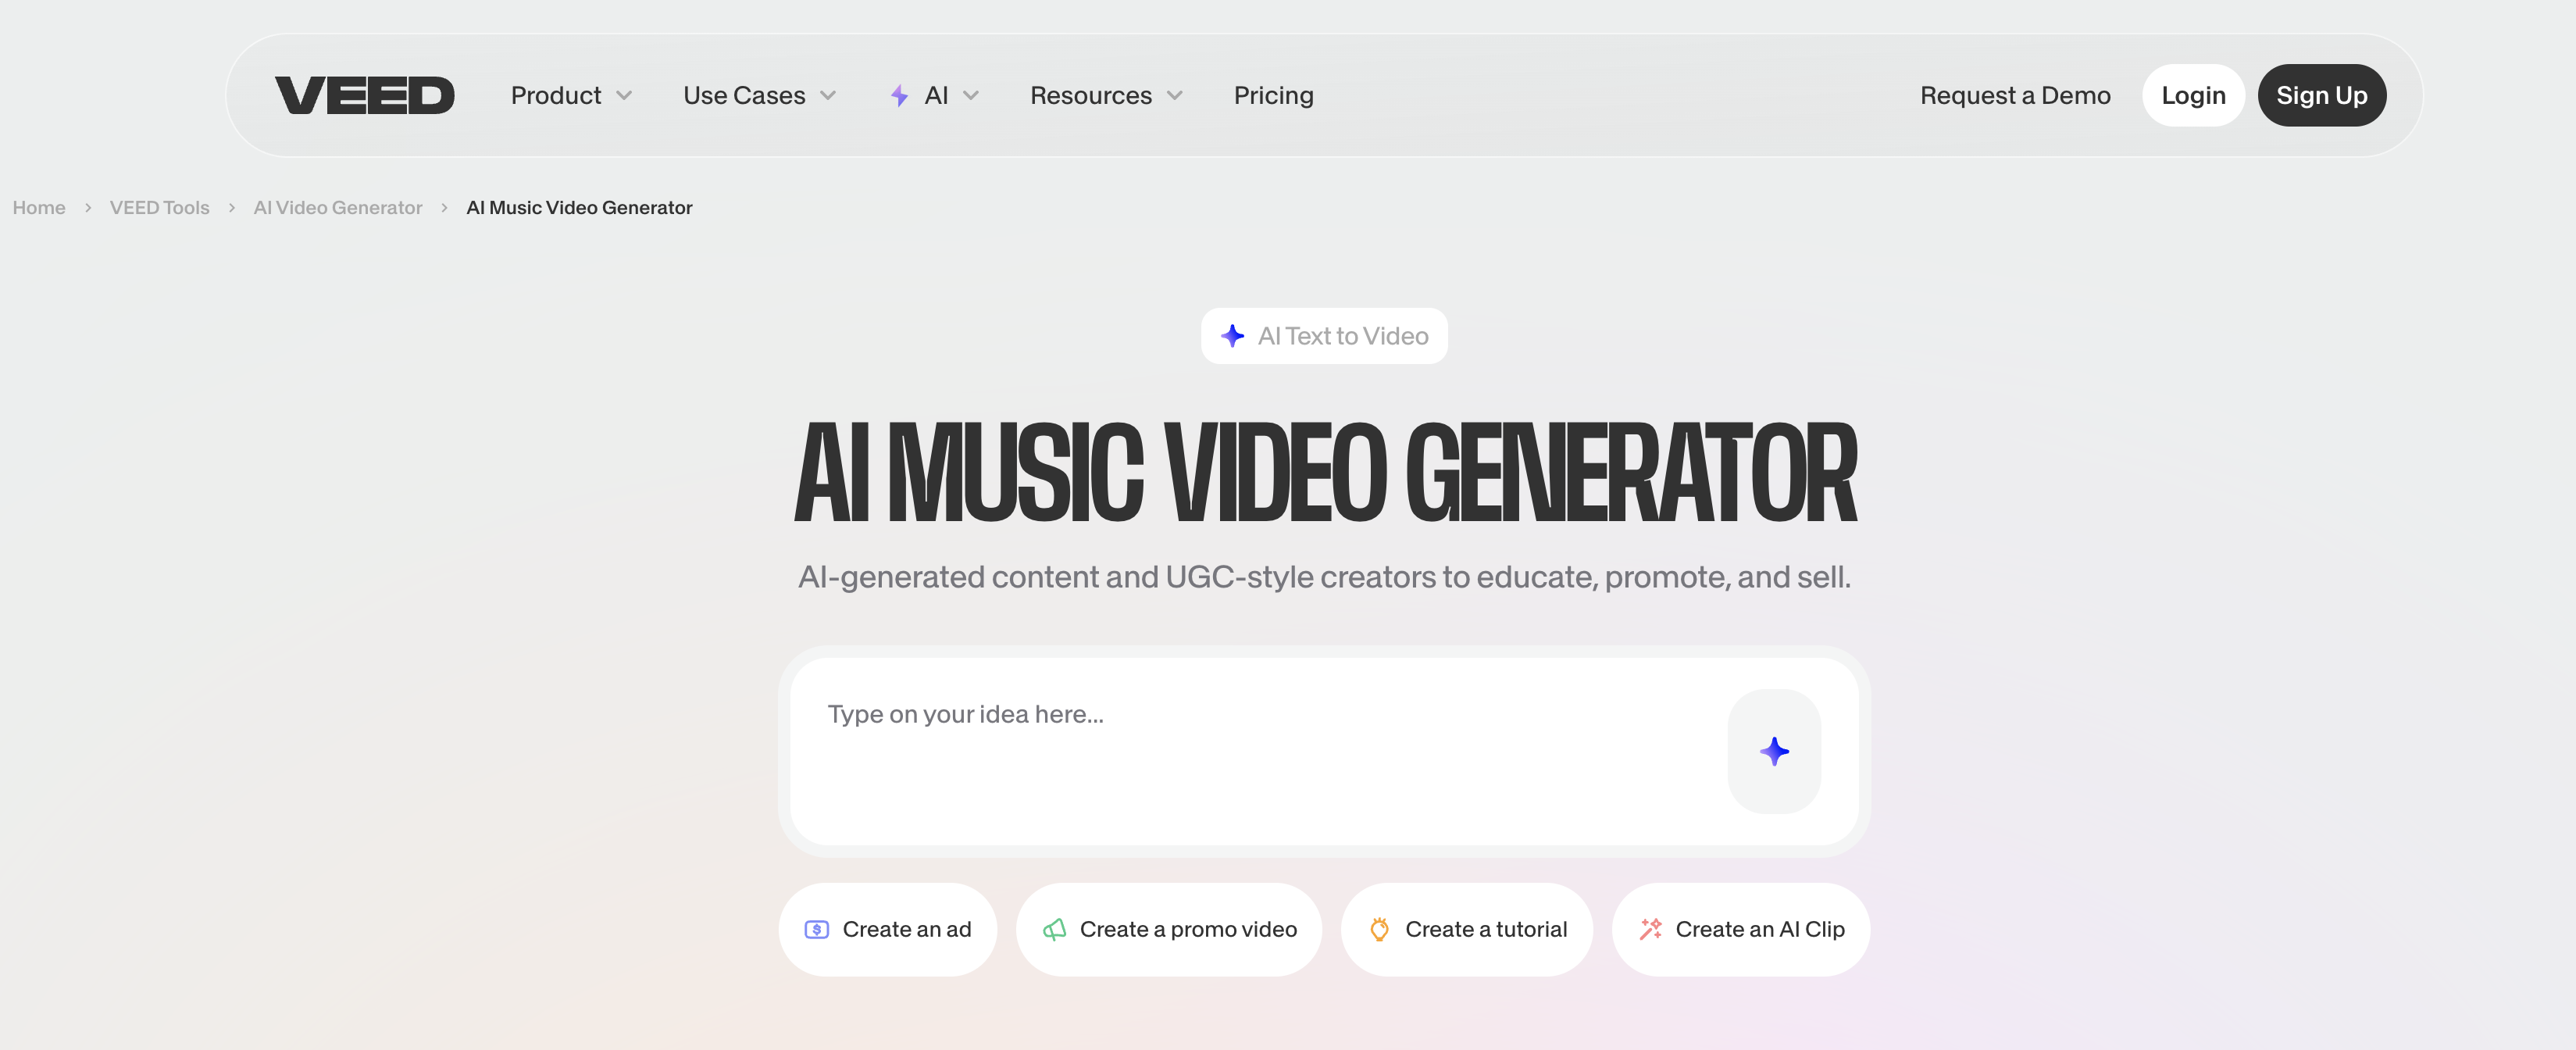 VEED Product Use Cases AI Resources Pricing Request a Demo Login Sign Up
Home > VEED Tools > AI Video Generator > AI Music Video Generator
AI Text to Video
AI MUSIC VIDEO GENERATOR
AI-generated content and UGC-style creators to educate, promote, and sell.
Type on your idea here...
$ Create an ad Create a promo video Create a tutorial Create an AI Clip